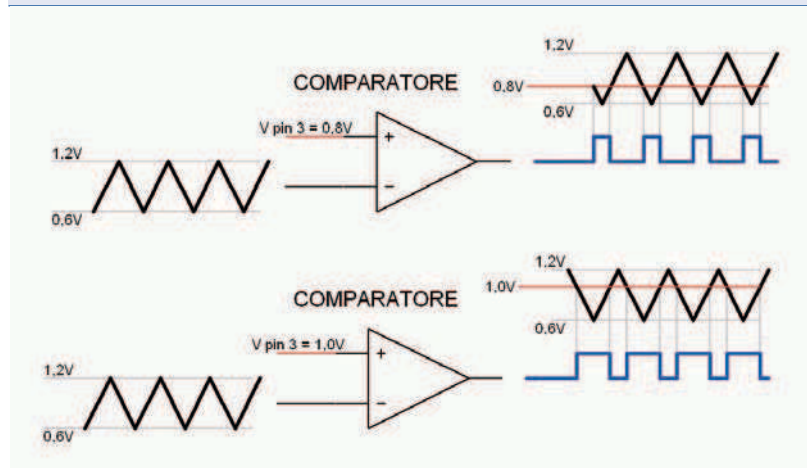 COMPARATORE
V pin 3 = 0,8V
+
−
1,2V
0,6V
1,2V
0,8V
0,6V
COMPARATORE
V pin 3 = 1,0V
+
−
1,2V
0,6V
1,2V
1,0V
0,6V